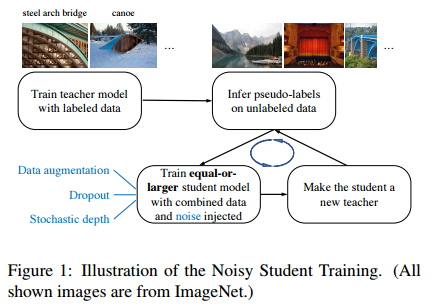 steel arch bridge canoe
... ...
Train teacher model
with labeled data
Infer pseudo-labels
on unlabeled data
Data augmentation
Dropout
Stochastic depth
Train equal-or-
larger student model
with combined data
and noise injected
Make the student a
new teacher
Figure 1: Illustration of the Noisy Student Training. (All
shown images are from ImageNet.)